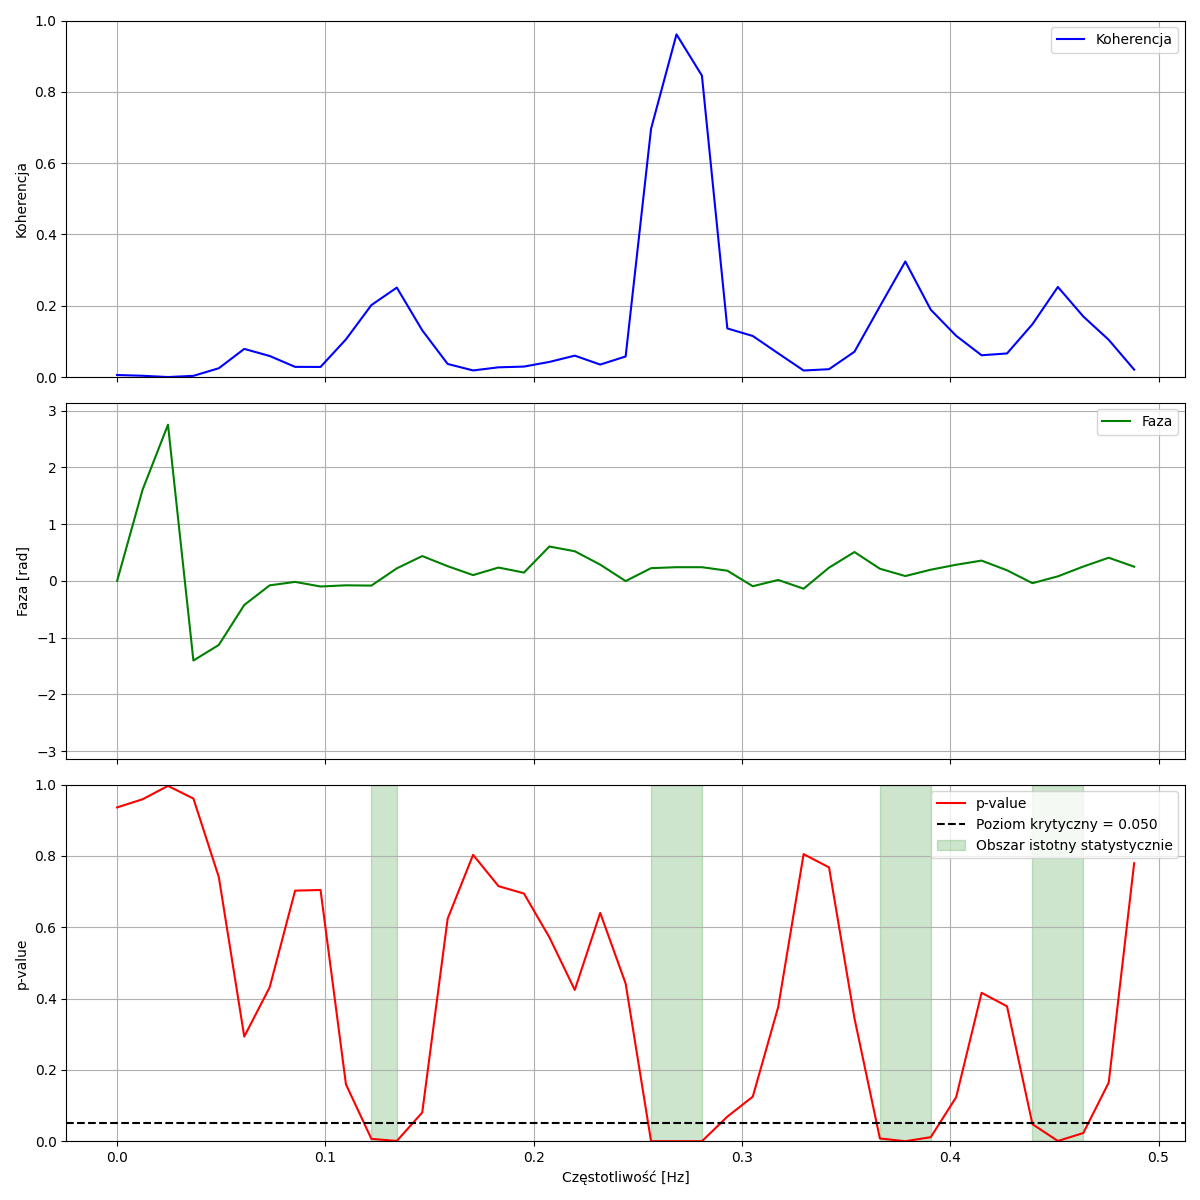 1.0
0.8
0.6
0.4
0.2
0.0
Koherencja
Koherencja
3
2
1
0
−1
−2
−3
Faza [rad]
Faza
1.0
0.8
0.6
0.4
0.2
0.0
p-value
p-value
Poziom krytyczny = 0.050
Obszar istotny statystycznie
0.0 0.1 0.2 0.3 0.4 0.5
Częstotliwość [Hz]